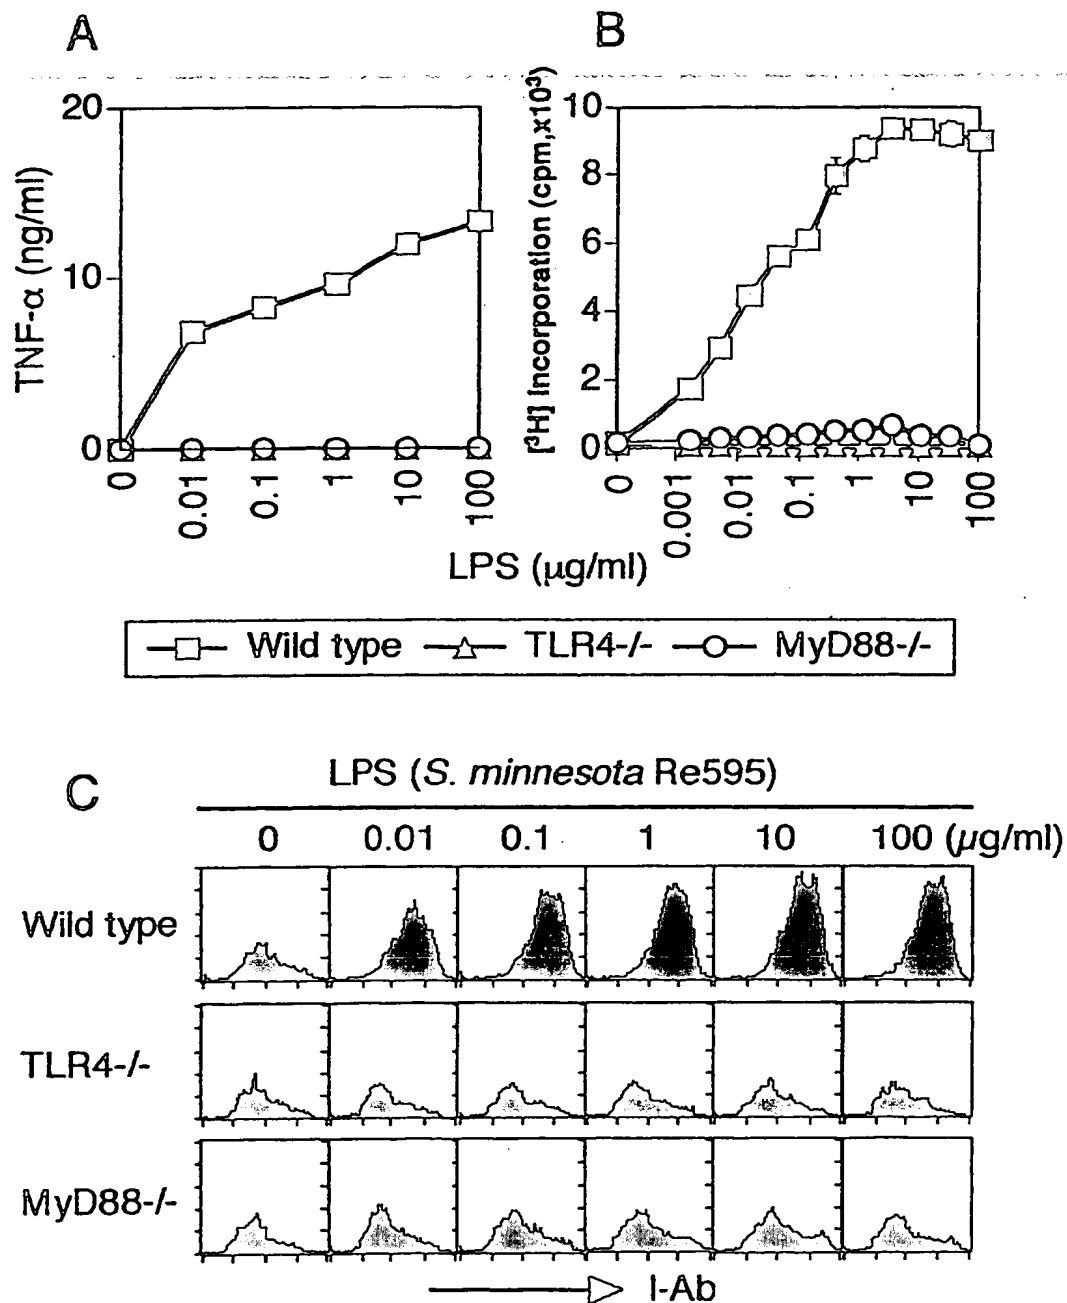 A
B
TNF-α (ng/ml)
20
10
0
0 0.01 0.1 1 10 100
[³H] Incorporation (cpm,x10³)
10
8
6
4
2
0
0 0.001 0.01 0.1 1 10 100
LPS (μg/ml)
Wild type TLR4-/- MyD88-/-
C
LPS (S. minnesota Re595)
0 0.01 0.1 1 10 100 (μg/ml)
Wild type
TLR4-/-
MyD88-/-
I-Ab